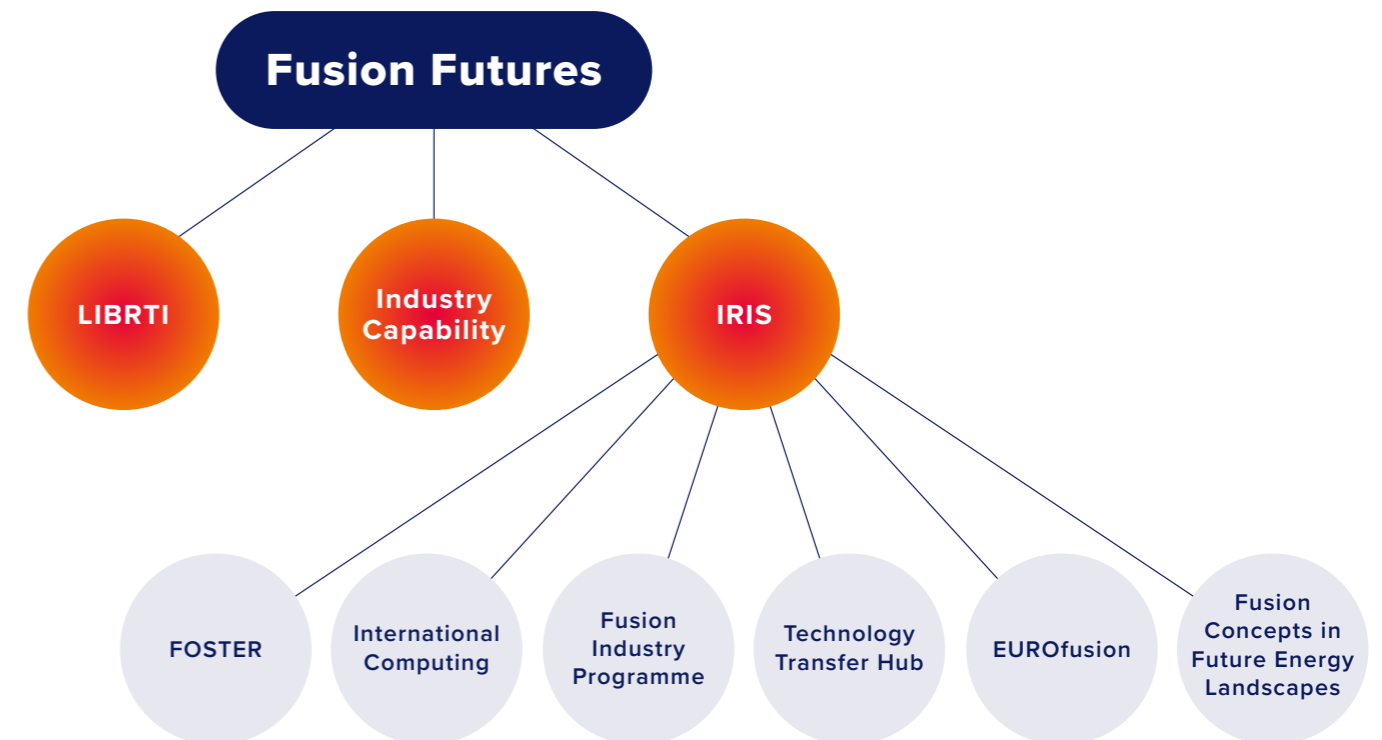 Fusion Futures
LIBRTI
Industry
Capability
IRIS
FOSTER
International
Computing
Fusion
Industry
Programme
Technology
Transfer Hub
EUROfusion
Fusion
Concepts in
Future Energy
Landscapes